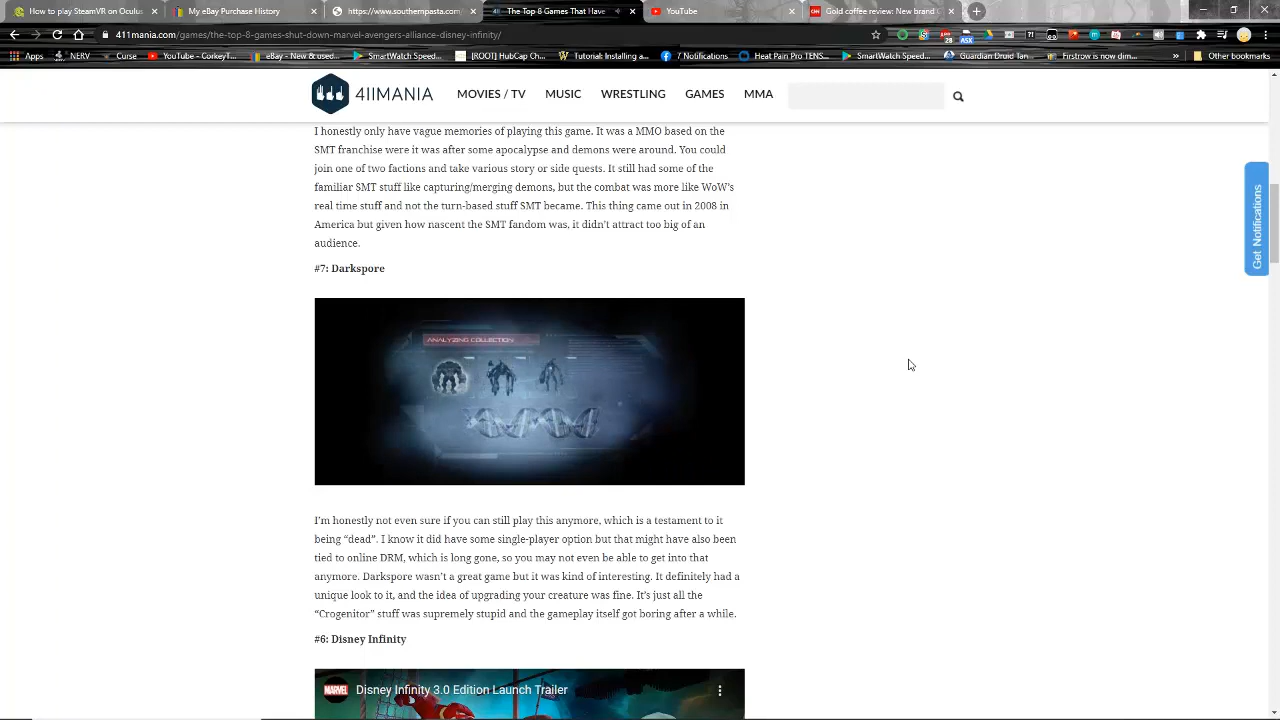 How to play SteamVR on Oculus
My eBay Purchase History
https://www.southernpasta.com
The Top 8 Games That Have
YouTube
Gold coffee review: New brand
411mania.com/games/the-top-8-games-shut-down-marvel-avengers-alliance-disney-infinity/
Apps
NERV
Curse
YouTube - CorkeyT...
eBay - New & used...
SmartWatch Speed...
[ROOT] HubCap Ch...
Tutorial: Installing a...
7 Notifications
Heat Pain Pro TENS...
SmartWatch Speed...
Guardian Druid Tan...
Firstrow is now dim...
»
Other bookmarks
411MANIA
MOVIES / TV
MUSIC
WRESTLING
GAMES
MMA
I honestly only have vague memories of playing this game. It was a MMO based on the
SMT franchise were it was after some apocalypse and demons were around. You could
join one of two factions and take various story or side quests. It still had some of the
familiar SMT stuff like capturing/merging demons, but the combat was more like WoW's
real time stuff and not the turn-based stuff SMT became. This thing came out in 2008 in
America but given how nascent the SMT fandom was, it didn't attract too big of an
audience.
Get Notifications
#7: Darkspore
ANALYZING COLLECTION
I'm honestly not even sure if you can still play this anymore, which is a testament to it
being “dead”. I know it did have some single-player option but that might have also been
tied to online DRM, which is long gone, so you may not even be able to get into that
anymore. Darkspore wasn't a great game but it was kind of interesting. It definitely had a
unique look to it, and the idea of upgrading your creature was fine. It's just all the
“Crogenitor” stuff was supremely stupid and the gameplay itself got boring after a while.
#6: Disney Infinity
MARVEL
Disney Infinity 3.0 Edition Launch Trailer